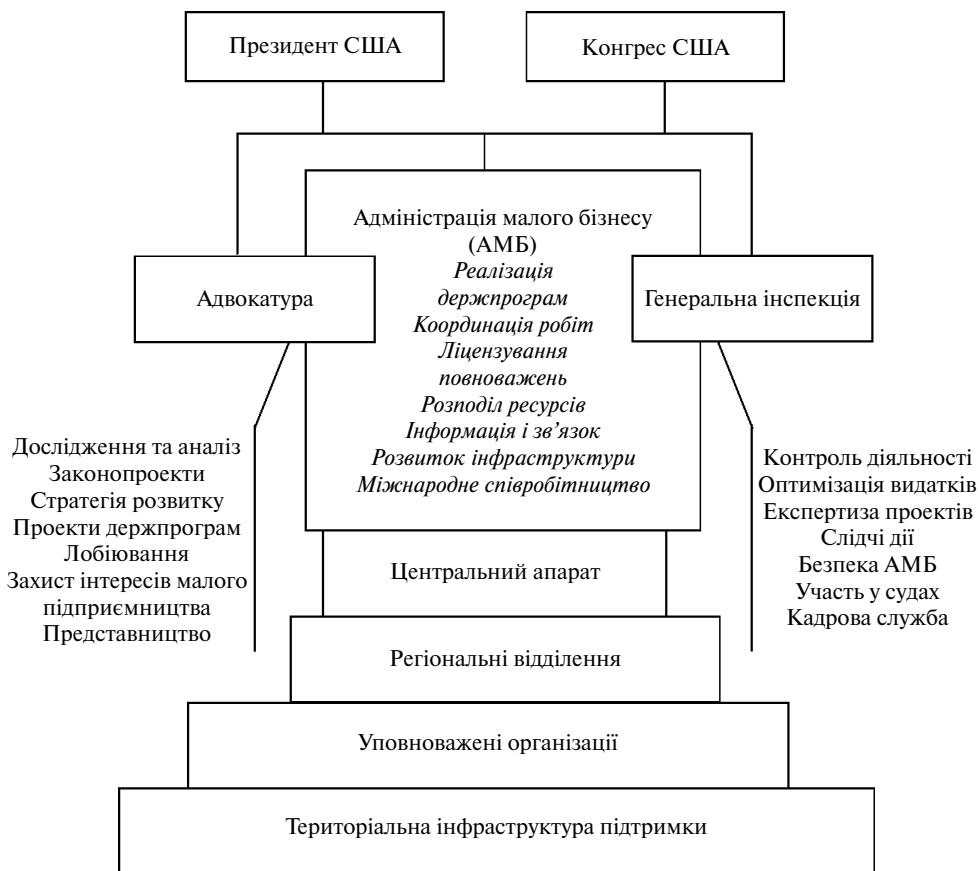 Президент США
Конгрес США
Адміністрація малого бізнесу
(АМБ)
Реалізація
держпрограм
Координація робіт
Ліцензування
повноважень
Розподіл ресурсів
Інформація і зв’язок
Розвиток інфраструктури
Міжнародне співробітництво
Адвокатура
Генеральна інспекція
Дослідження та аналіз
Законопроекти
Стратегія розвитку
Проекти держпрограм
Лобіювання
Захист інтересів малого
підприємництва
Представництво
Контроль діяльності
Оптимізація видатків
Експертиза проектів
Слідчі дії
Безпека АМБ
Участь у судах
Кадрова служба
Центральний апарат
Регіональні відділення
Уповноважені організації
Територіальна інфраструктура підтримки